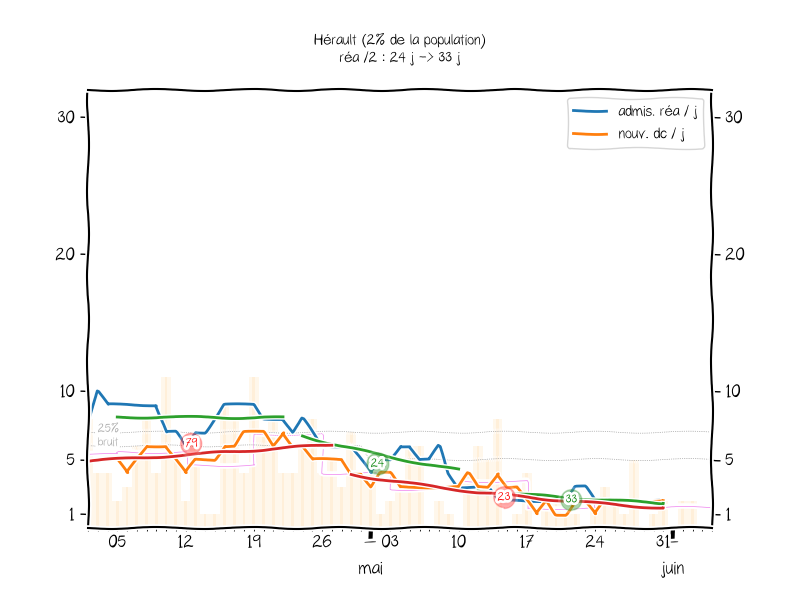 Hérault (2% de la population)
réa /2 : 24 j -> 33 j
admis. réa / j
nouv. dc / j
30 30
20 20
10 10
25%
bruit
79
24
5 5
23 33
1 1
05 12 19 26 03 10 17 24 31
mai juin